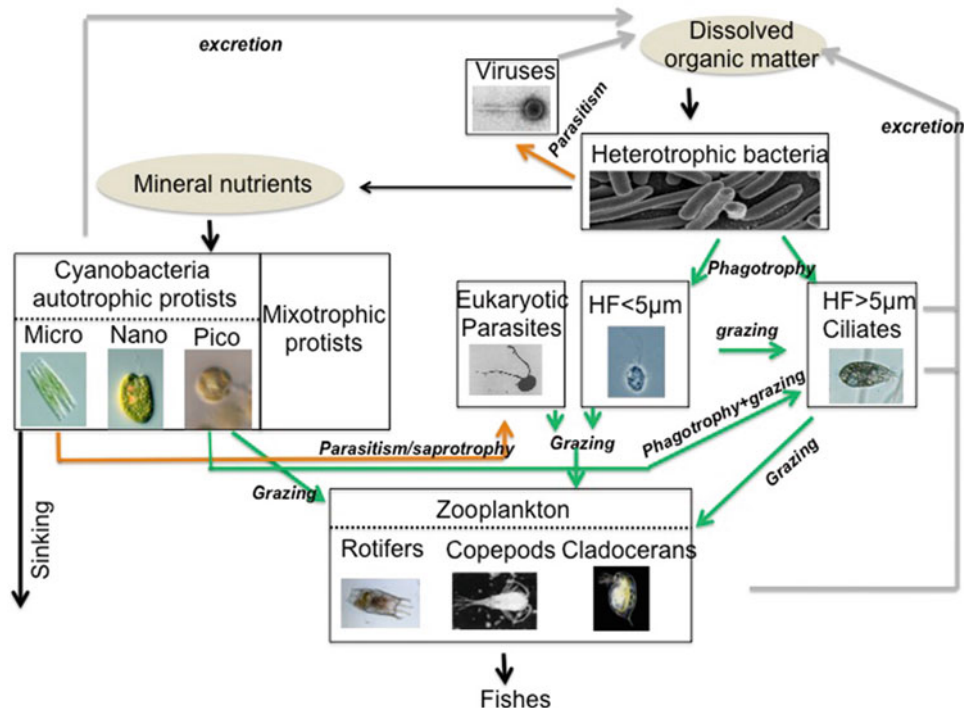 excretion
Dissolved
organic matter
Viruses
Parasitism
excretion
Heterotrophic bacteria
Mineral nutrients
Phagotrophy
Cyanobacteria
autotrophic protists
Micro Nano Pico
Mixotrophic
protists
Eukaryotic
Parasites
HF<5µm
grazing
HF>5µm
Ciliates
Parasitism/saprotrophy
Grazing
Phagotrophy+grazing
Grazing
Grazing
Sinking
Zooplankton
Rotifers Copepods Cladocerans
Fishes